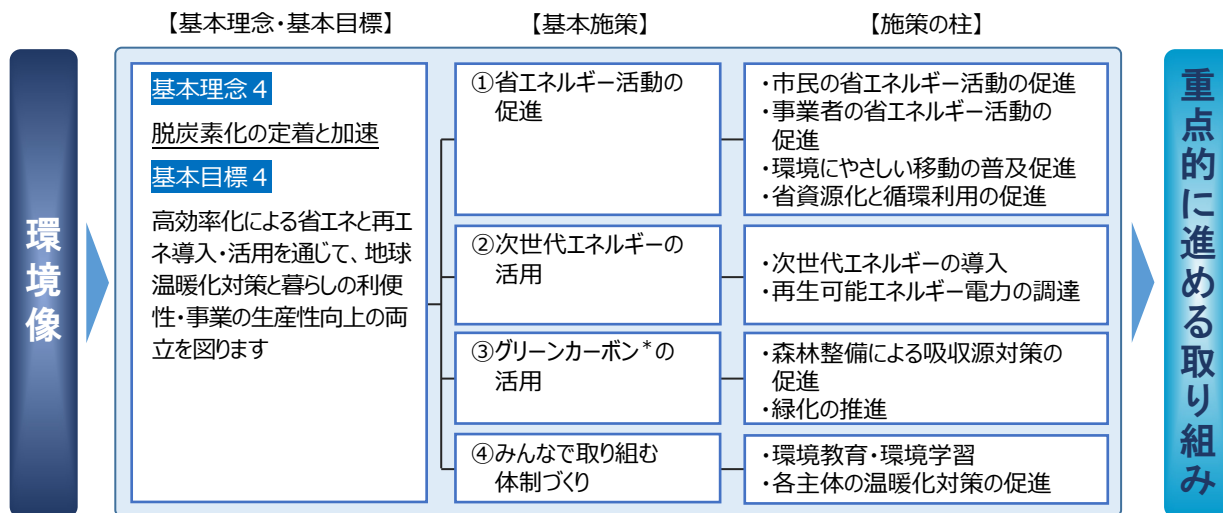 【基本理念・基本目標】
【基本施策】
【施策の柱】
環境像
基本理念４
脱炭素化の定着と加速
基本目標４
高効率化による省エネと再エ
ネ導入・活用を通じて、地球
温暖化対策と暮らしの利便
性・事業の生産性向上の両
立を図ります
①省エネルギー活動の
促進
・市民の省エネルギー活動の促進
・事業者の省エネルギー活動の
促進
・環境にやさしい移動の普及促進
・省資源化と循環利用の促進
②次世代エネルギーの
活用
・次世代エネルギーの導入
・再生可能エネルギー電力の調達
③グリーンカーボン＊の
活用
・森林整備による吸収源対策の
促進
・緑化の推進
④みんなで取り組む
体制づくり
・環境教育・環境学習
・各主体の温暖化対策の促進
重点的に進める取り組み